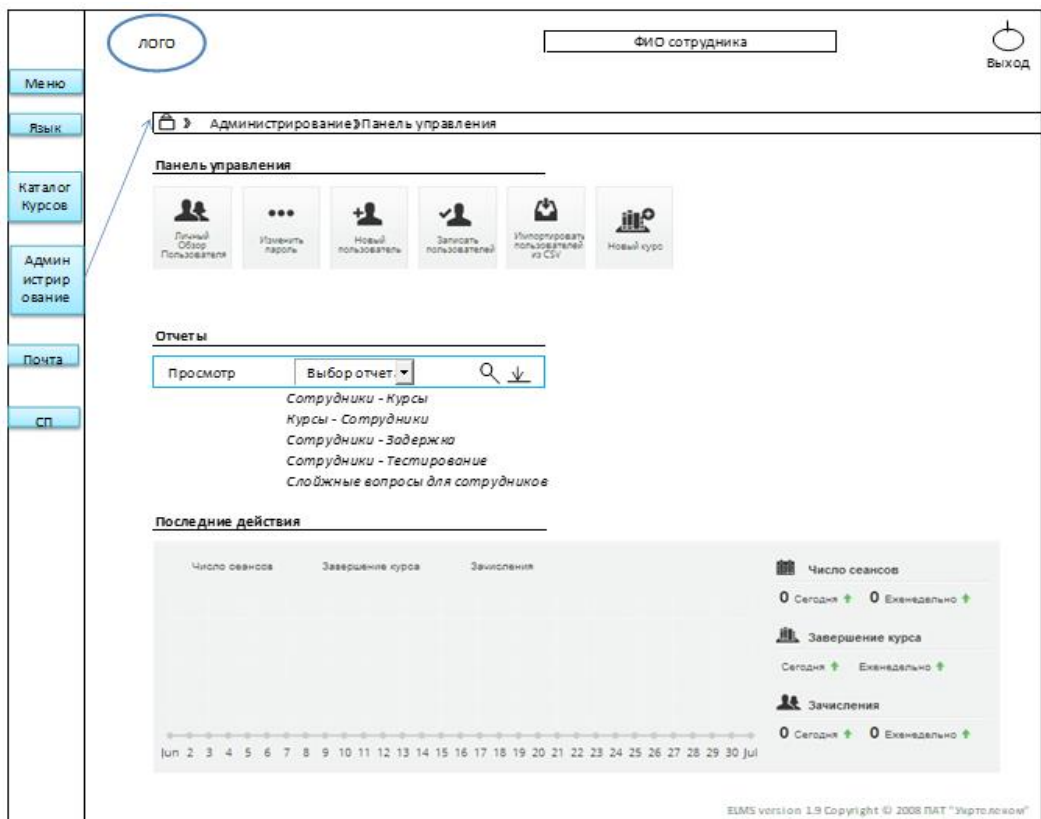 ЛОГО
ФИО сотрудника
Выход
Меню
Язык
Каталог
Курсов
Админ
истрир
ование
Почта
СП
Администрирование Панель управления
Панель управления
Личный
Обзор
Пользователя
Изменить
пароль
Новый
пользователь
Записать
пользователей
Импортировать
пользователей
из CSV
Новый курс
Отчеты
Просмотр
Выбор отчет
Сотрудники - Курсы
Курсы - Сотрудники
Сотрудники - Задержка
Сотрудники - Тестирование
Слойжные вопросы для сотрудников
Последние действия
Число сеансов Завершение курса Зачисления
Число сеансов
0 Сегодня 0 Еженедельно
Завершение курса
Сегодня Еженедельно
Зачисления
0 Сегодня 0 Еженедельно
Jun 2 3 4 5 6 7 8 9 10 11 12 13 14 15 16 17 18 19 20 21 22 23 24 25 26 27 28 29 30 Jul
ELMS version 1.9 Copyright © 2008 ПАТ "Укртелеком"